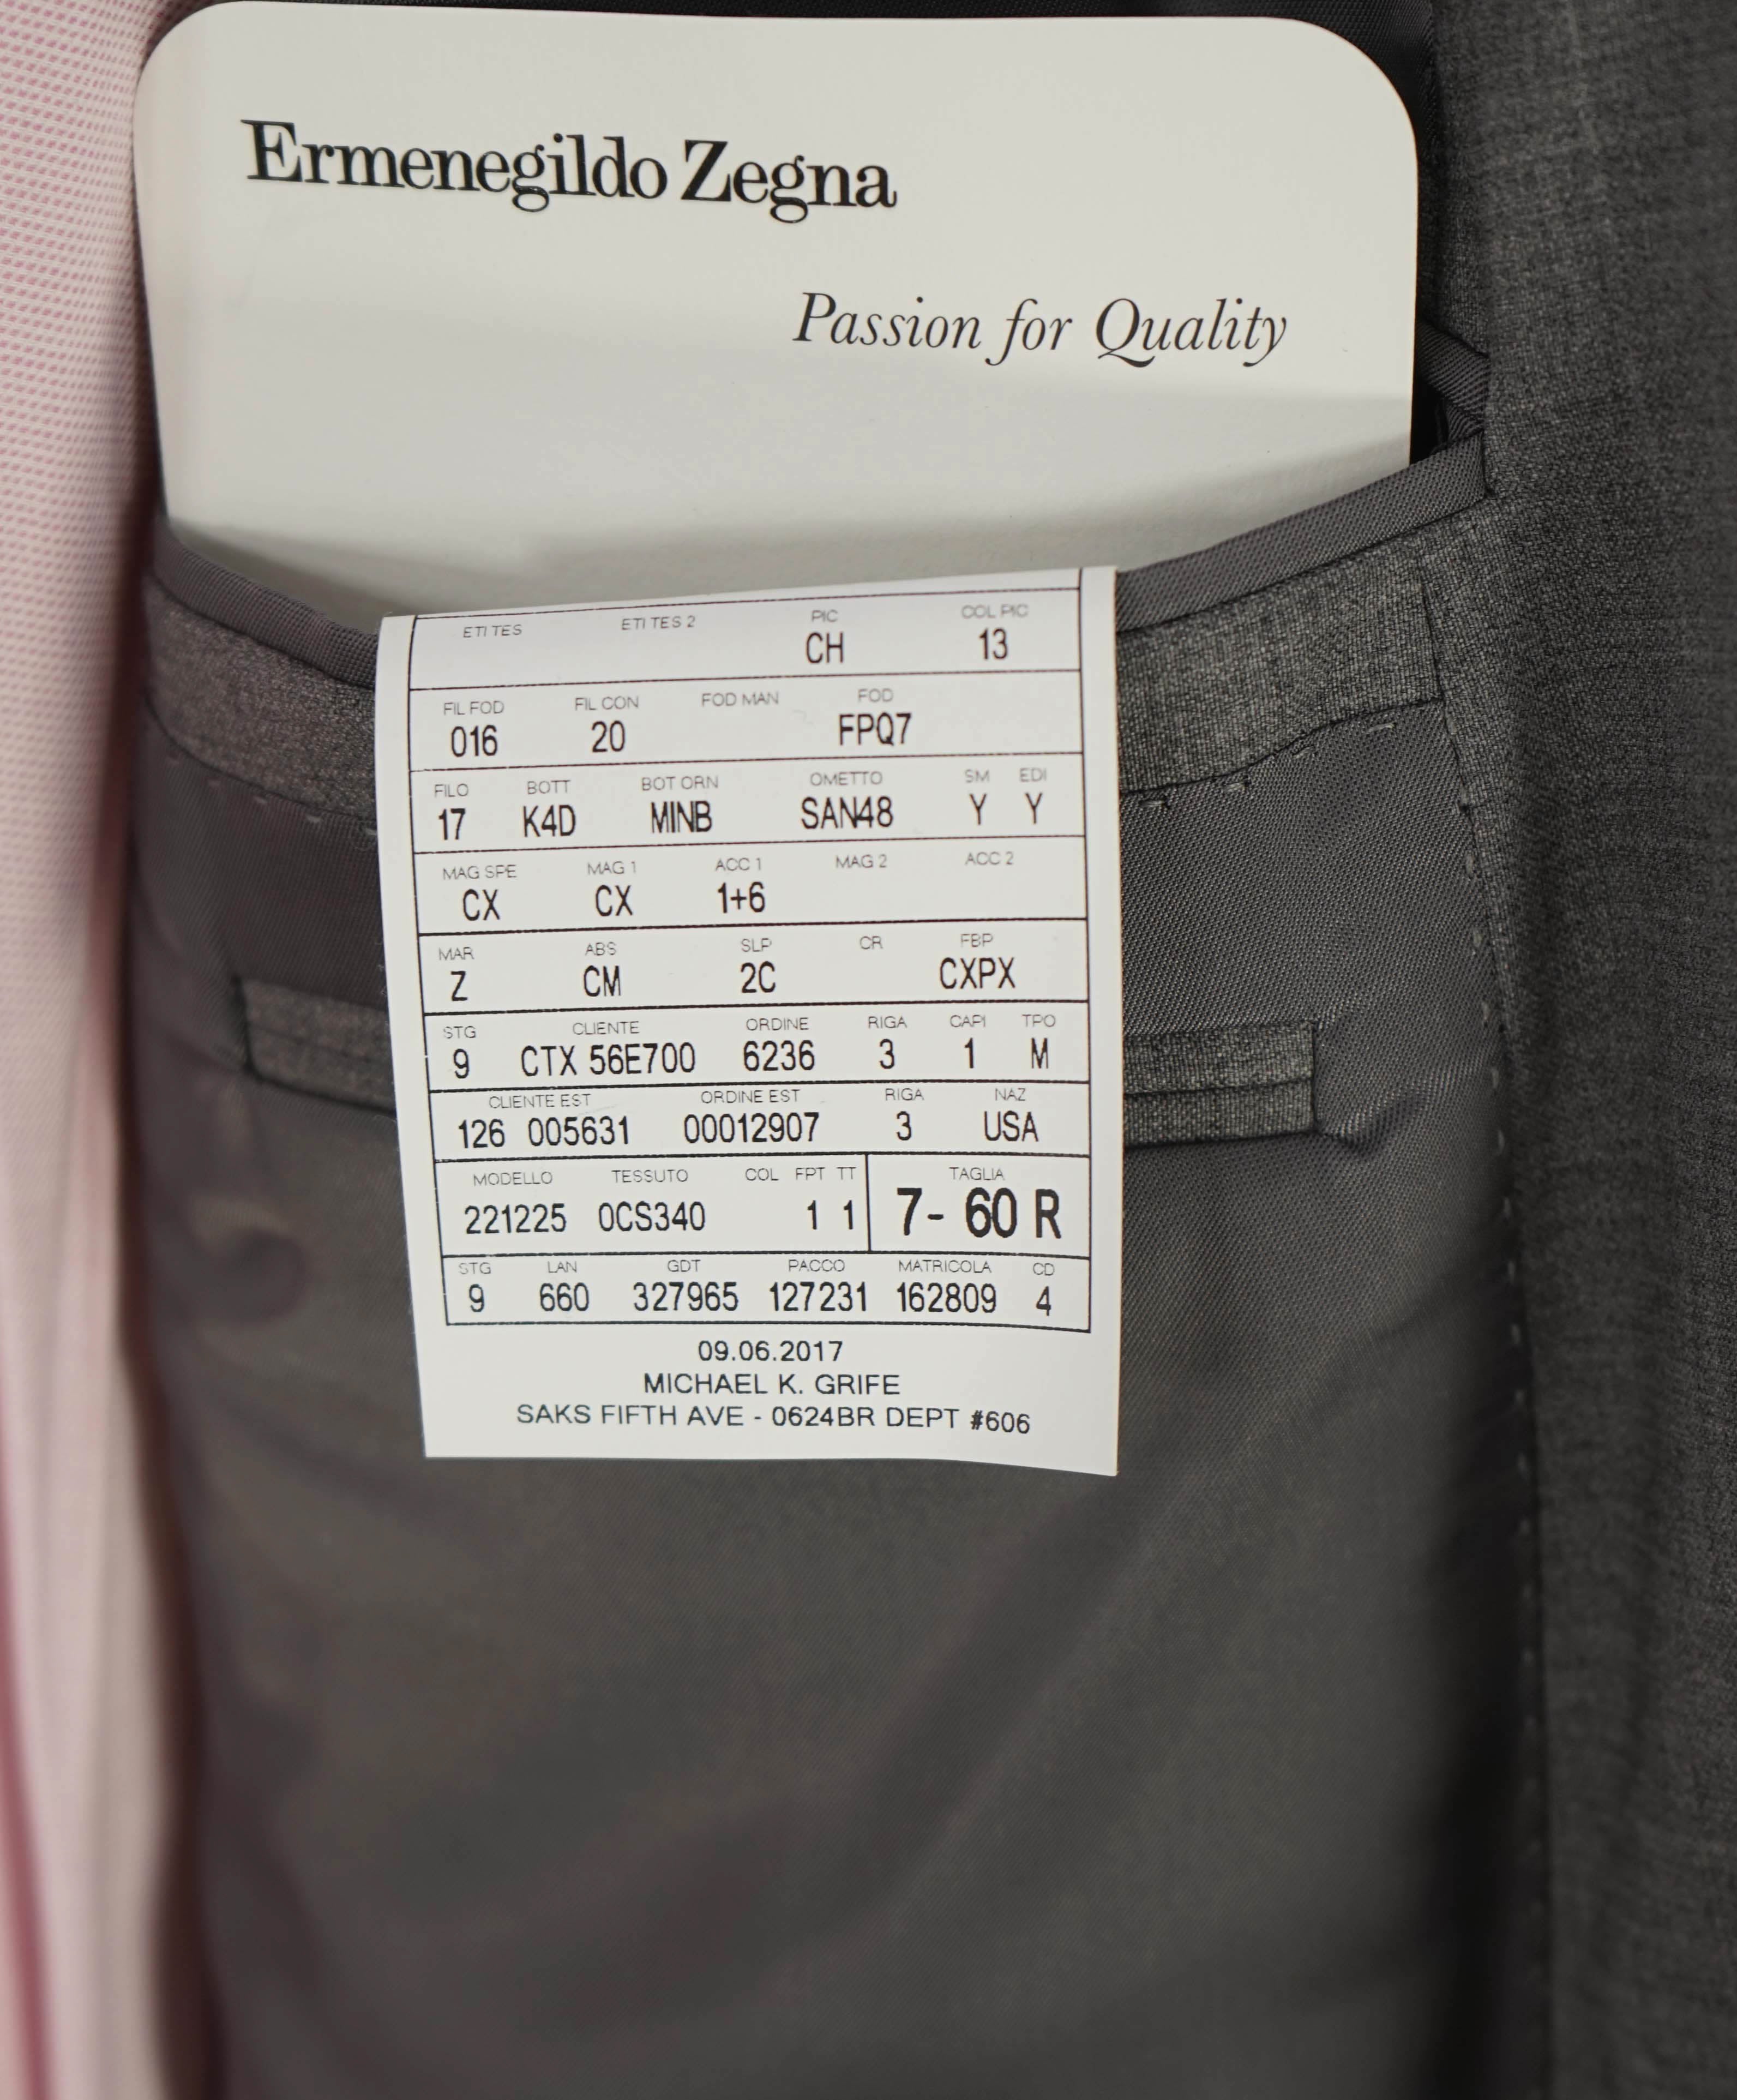 Ermenegildo Zegna
Passion for Quality
ETI TES ETI TES 2 PIC COL PIC
CH 13
FIL FOD FIL CON FOD MAN FOD
016 20 FPQ7
FILO BOTT BOT ORN OMETTO SM EDI
17 K4D MINB SAN48 Y Y
MAG SPE MAG 1 ACC 1 MAG 2 ACC 2
CX CX 1+6
MAR ABS SLP CR FBP
Z CM 2C CXPX
STG CLIENTE ORDINE RIGA CAPI TPO
9 CTX 56E700 6236 3 1 M
CLIENTE EST ORDINE EST RIGA NAZ
126 005631 00012907 3 USA
MODELLO TESSUTO COL FPT TT TAGLIA
221225 0CS340 1 1 7- 60 R
STG LAN GDT PACCO MATRICOLA CD
9 660 327965 127231 162809 4
09.06.2017
MICHAEL K. GRIFE
SAKS FIFTH AVE - 0624BR DEPT #606